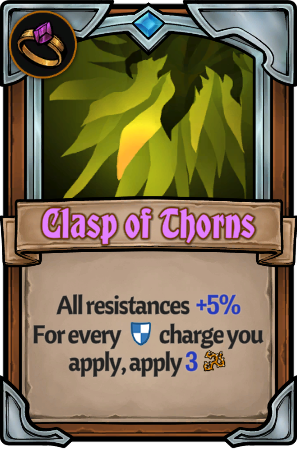 Clasp of Thorns
All resistances +5%
For every charge you
apply, apply 3